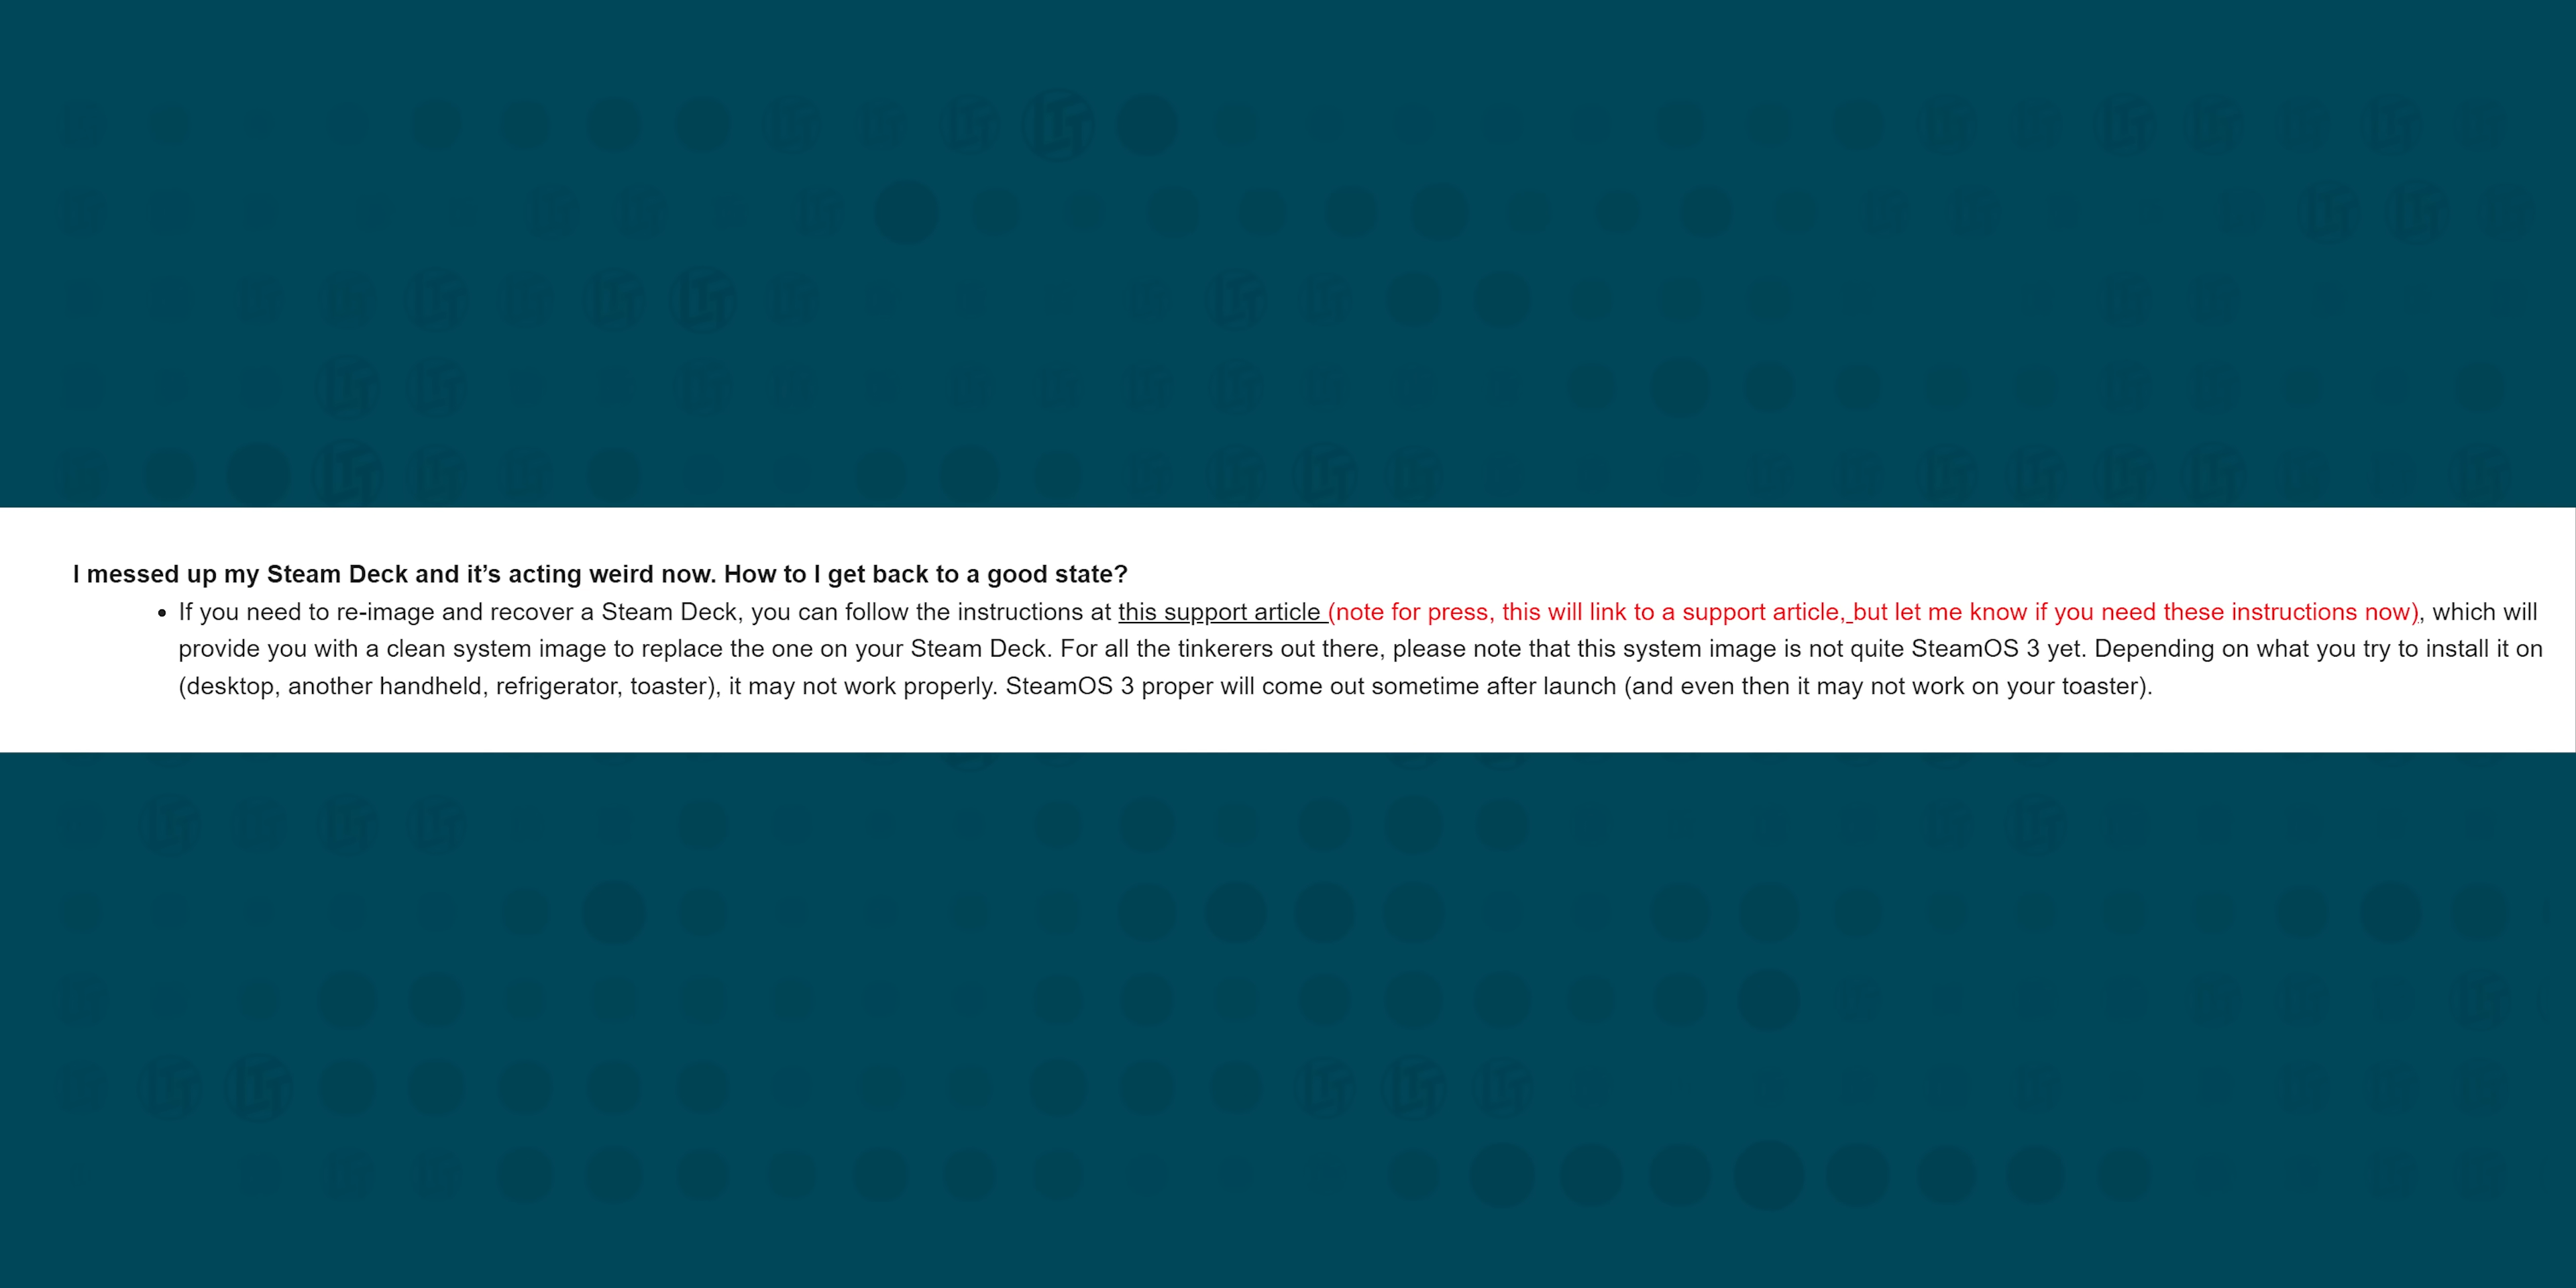 I messed up my Steam Deck and it’s acting weird now. How to I get back to a good state?
• If you need to re-image and recover a Steam Deck, you can follow the instructions at this support article (note for press, this will link to a support article, but let me know if you need these instructions now), which will
provide you with a clean system image to replace the one on your Steam Deck. For all the tinkerers out there, please note that this system image is not quite SteamOS 3 yet. Depending on what you try to install it on
(desktop, another handheld, refrigerator, toaster), it may not work properly. SteamOS 3 proper will come out sometime after launch (and even then it may not work on your toaster).